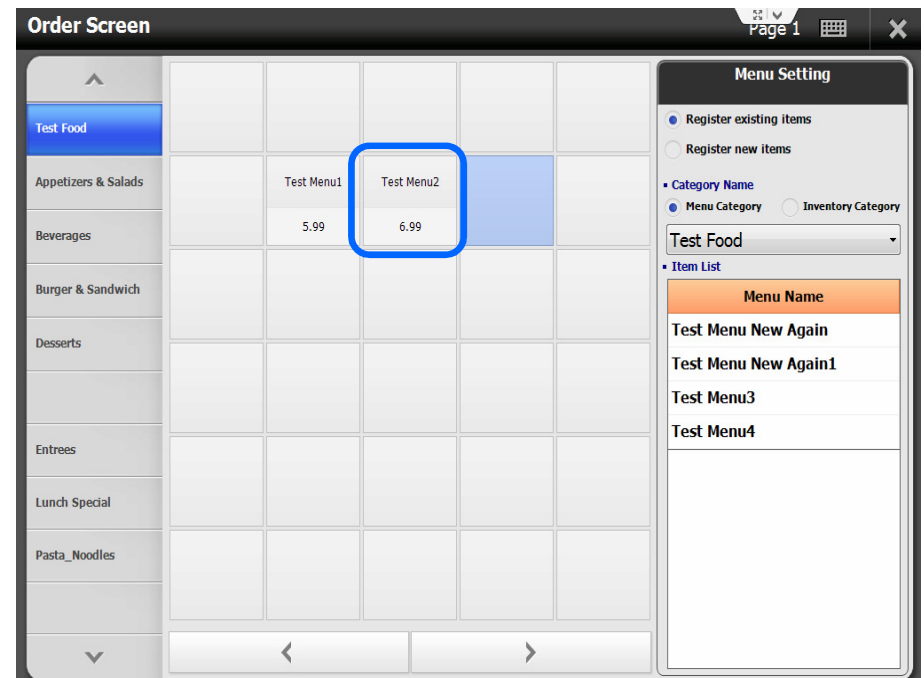 Order Screen
Page 1
Test Food
Appetizers & Salads
Beverages
Burger & Sandwich
Desserts
Entrees
Lunch Special
Pasta_Noodles
Test Menu1
5.99
Test Menu2
6.99
Menu Setting
Register existing items
Register new items
Category Name
Menu Category
Inventory Category
Test Food
Item List
Menu Name
Test Menu New Again
Test Menu New Again1
Test Menu3
Test Menu4